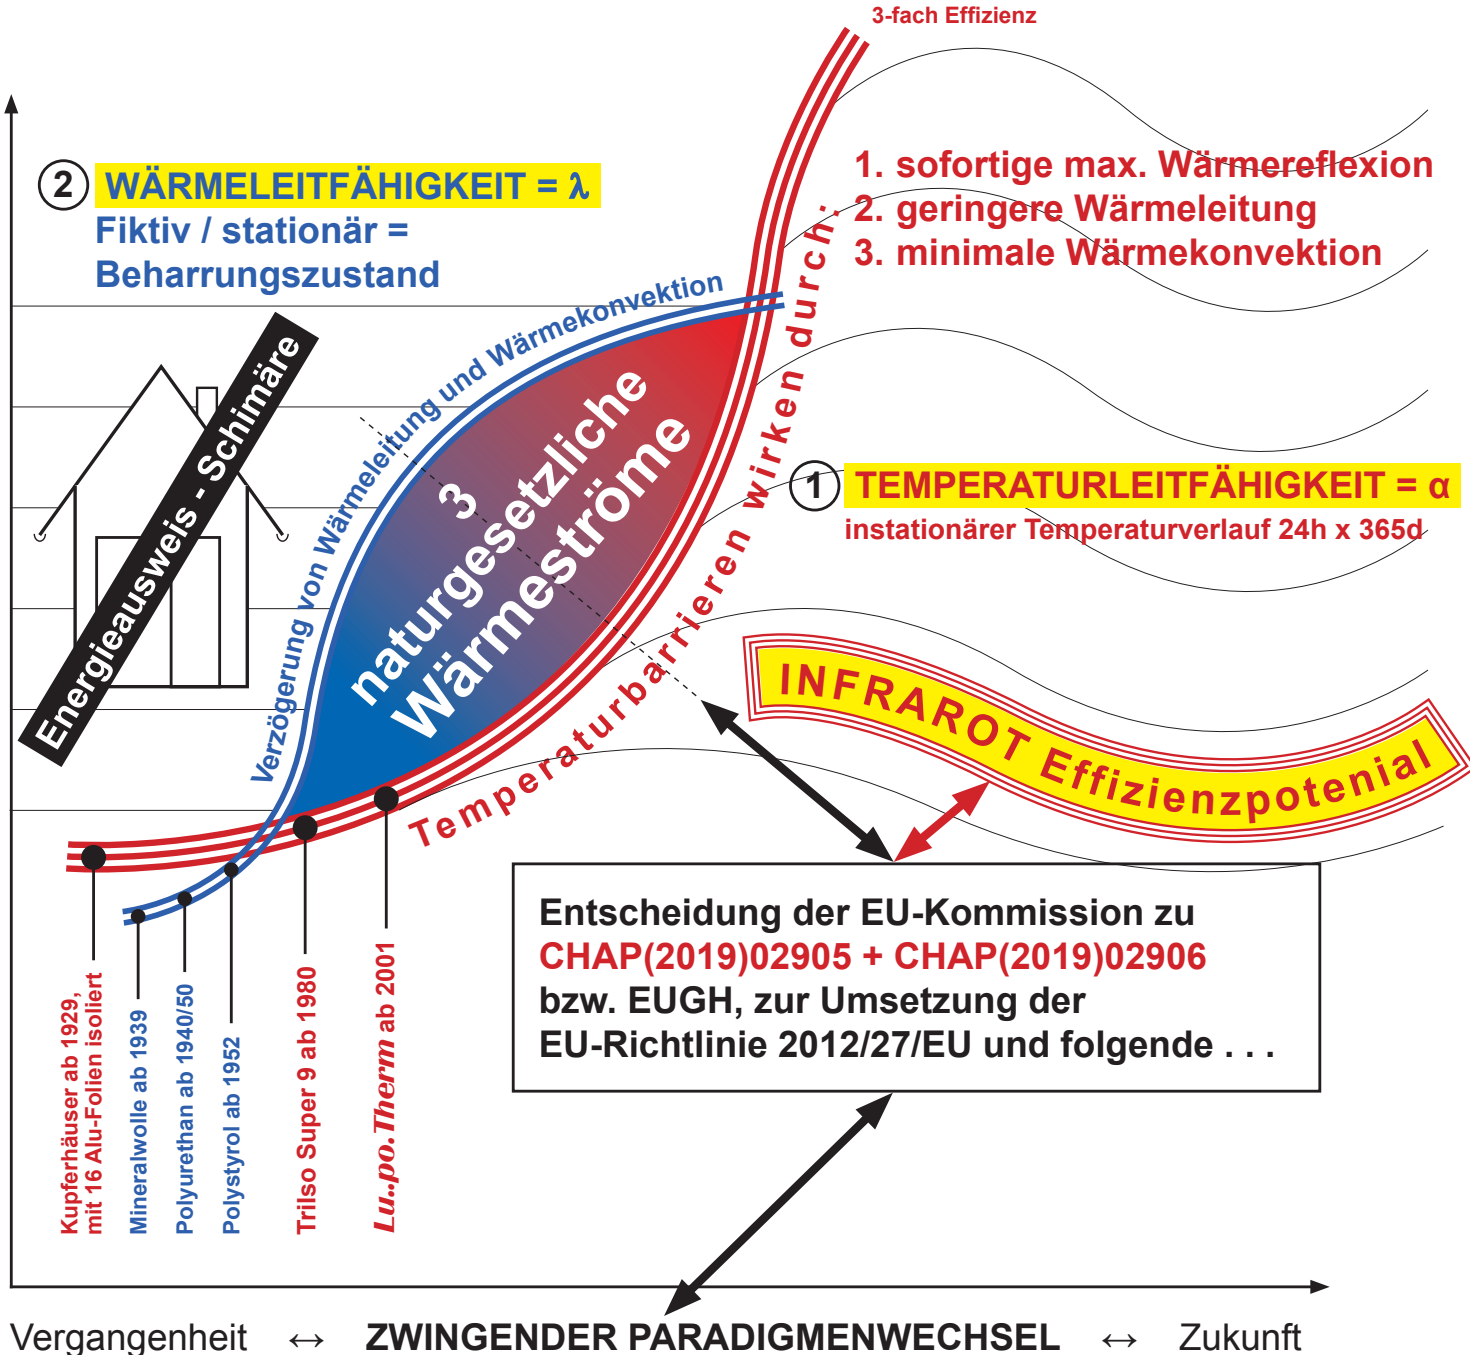 3-fach Effizienz
2 WÄRMELEITFÄHIGKEIT = λ
Fiktiv / stationär =
Beharrungszustand
1. sofortige max. Wärmereflexion
2. geringere Wärmeleitung
3. minimale Wärmekonvektion
Energieausweis - Schimäre
Verzögerung von Wärmeleitung und Wärmekonvektion
3
naturgesetzliche
Wärmeströme
Temperaturbarrieren wirken durch:
1 TEMPERATURLEITFÄHIGKEIT = α
instationärer Temperaturverlauf 24h x 365d
INFRAROT Effizienzpotenial
Kupferhäuser ab 1929,
mit 16 Alu-Folien isoliert
Mineralwolle ab 1939
Polyurethan ab 1940/50
Polystyrol ab 1952
Trilso Super 9 ab 1980
Lu..po.Therm ab 2001
Entscheidung der EU-Kommission zu
CHAP(2019)02905 + CHAP(2019)02906
bzw. EUGH, zur Umsetzung der
EU-Richtlinie 2012/27/EU und folgende . . .
Vergangenheit ↔ ZWINGENDER PARADIGMENWECHSEL ↔ Zukunft